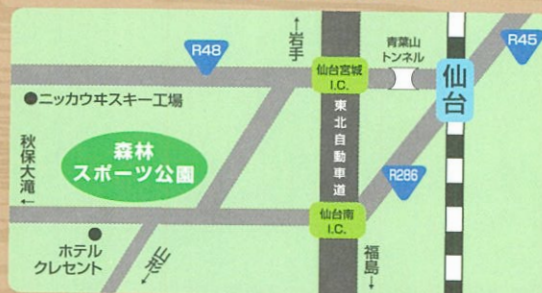 ←岩手
R48
青葉山
トンネル
R45
仙台宮城
I.C.
仙台
●ニッカウヰスキー工場
東北自動車道
秋保大滝
←
森林
スポーツ公園
R286
仙台南
I.C.
ホテル
クレセント
山形
←
福島→